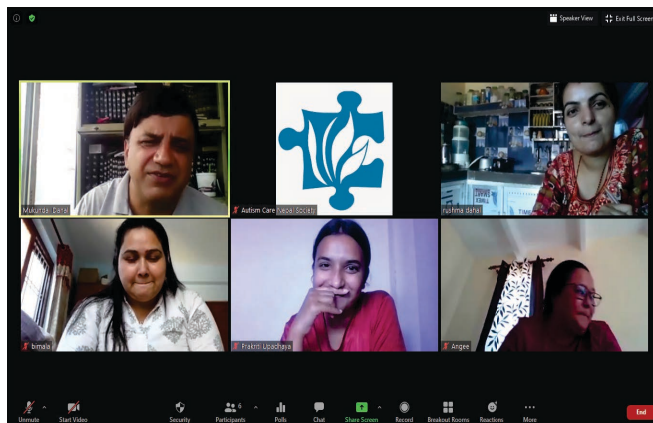 Speaker View Exit Full Screen
Mukunda Dahal
Autism Care Nepal Society
rushma dahal
bimala
Prakriti Upadhaya
Angee
6
Unmute Start Video Security Participants Polls Chat Share Screen Record Breakout Rooms Reactions More
End